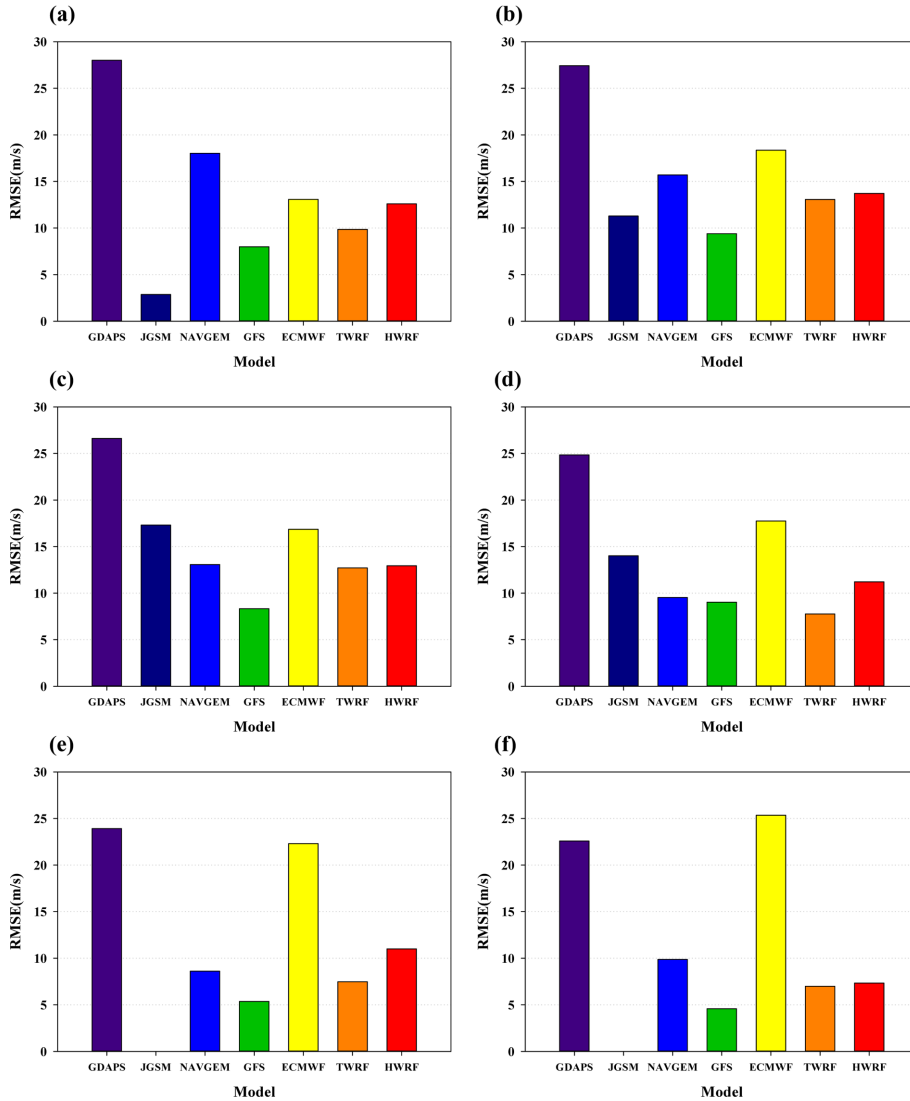 (a)
30
25
20
15
10
5
0
RMSE(m/s)
GDAPS JGSM NAVGEM GFS ECMWF TWRF HWRF
Model
(b)
30
25
20
15
10
5
0
RMSE(m/s)
GDAPS JGSM NAVGEM GFS ECMWF TWRF HWRF
Model
(c)
30
25
20
15
10
5
0
RMSE(m/s)
GDAPS JGSM NAVGEM GFS ECMWF TWRF HWRF
Model
(d)
30
25
20
15
10
5
0
RMSE(m/s)
GDAPS JGSM NAVGEM GFS ECMWF TWRF HWRF
Model
(e)
30
25
20
15
10
5
0
RMSE(m/s)
GDAPS JGSM NAVGEM GFS ECMWF TWRF HWRF
Model
(f)
30
25
20
15
10
5
0
RMSE(m/s)
GDAPS JGSM NAVGEM GFS ECMWF TWRF HWRF
Model